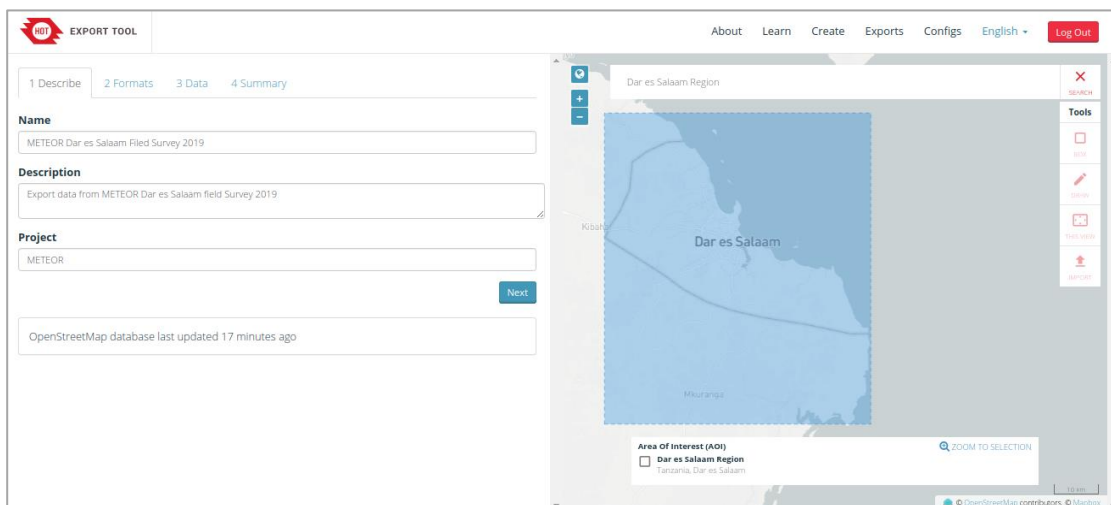 HOT EXPORT TOOL
About Learn Create Exports Configs English Log Out
1 Describe 2 Formats 3 Data 4 Summary
Name
METEOR Dar es Salaam Filed Survey 2019
Description
Export data from METEOR Dar es Salaam field Survey 2019
Project
METEOR
Next
OpenStreetMap database last updated 17 minutes ago
Dar es Salaam Region
SEARCH
Tools
BOX
DRAW
THIS VIEW
IMPORT
+
−
Dar es Salaam
Mkuranga
Area Of Interest (AOI)
ZOOM TO SELECTION
Dar es Salaam Region
Tanzania, Dar es Salaam
10 km
© OpenStreetMap contributors, © Mapbox